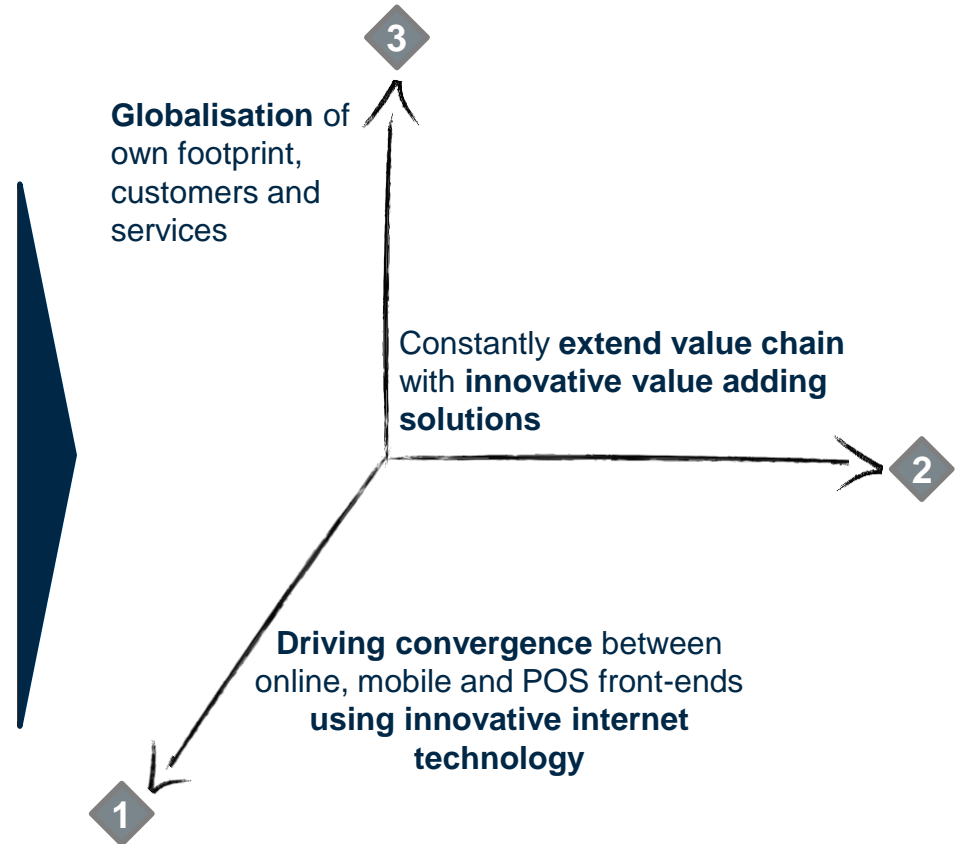 3
Globalisation of
own footprint,
customers and
services
Constantly extend value chain
with innovative value adding
solutions
2
Driving convergence between
online, mobile and POS front-ends
using innovative internet
technology
1